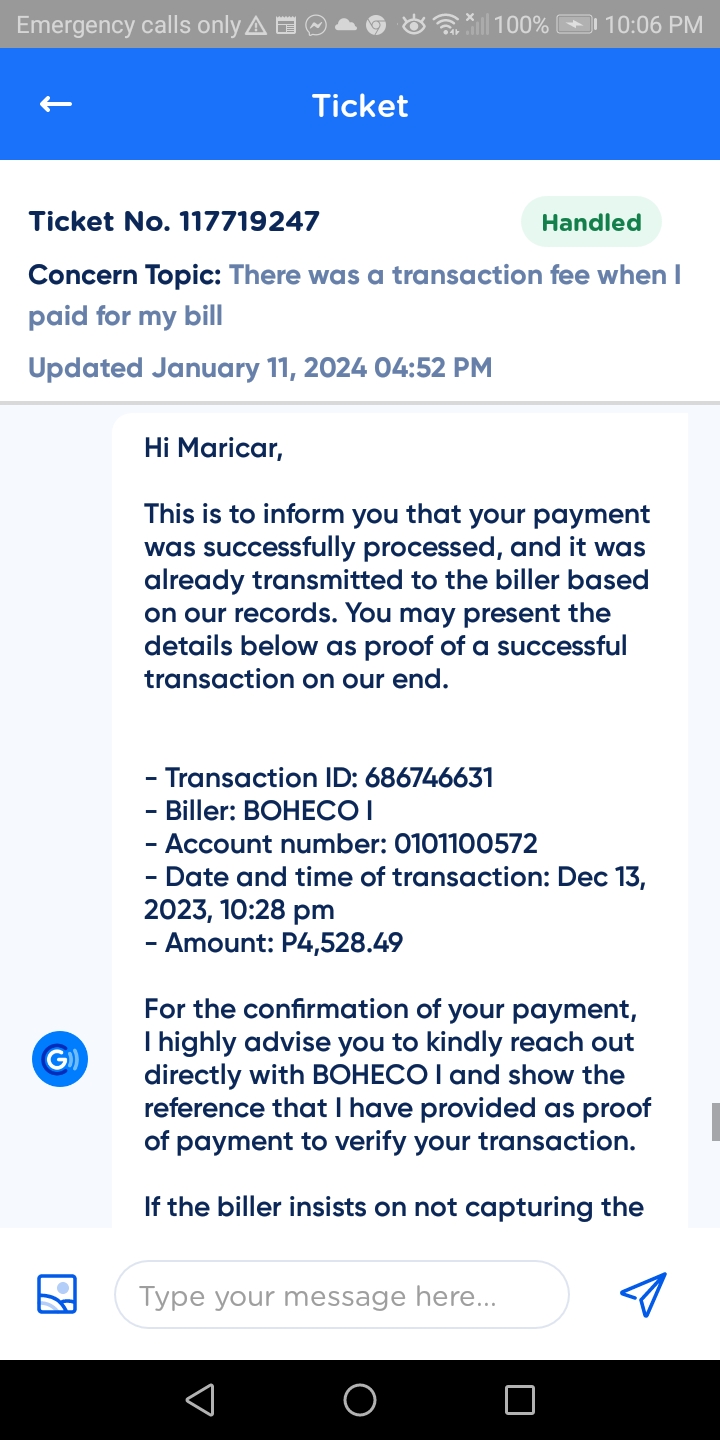 Emergency calls only 100% 10:06 PM
Ticket
Ticket No. 117719247
Handled
Concern Topic: There was a transaction fee when I
paid for my bill
Updated January 11, 2024 04:52 PM
Hi Maricar,
This is to inform you that your payment
was successfully processed, and it was
already transmitted to the biller based
on our records. You may present the
details below as proof of a successful
transaction on our end.
- Transaction ID: 686746631
- Biller: BOHECO I
- Account number: 0101100572
- Date and time of transaction: Dec 13,
2023, 10:28 pm
- Amount: P4,528.49
For the confirmation of your payment,
I highly advise you to kindly reach out
directly with BOHECO I and show the
reference that I have provided as proof
of payment to verify your transaction.
If the biller insists on not capturing the
G
Type your message here...